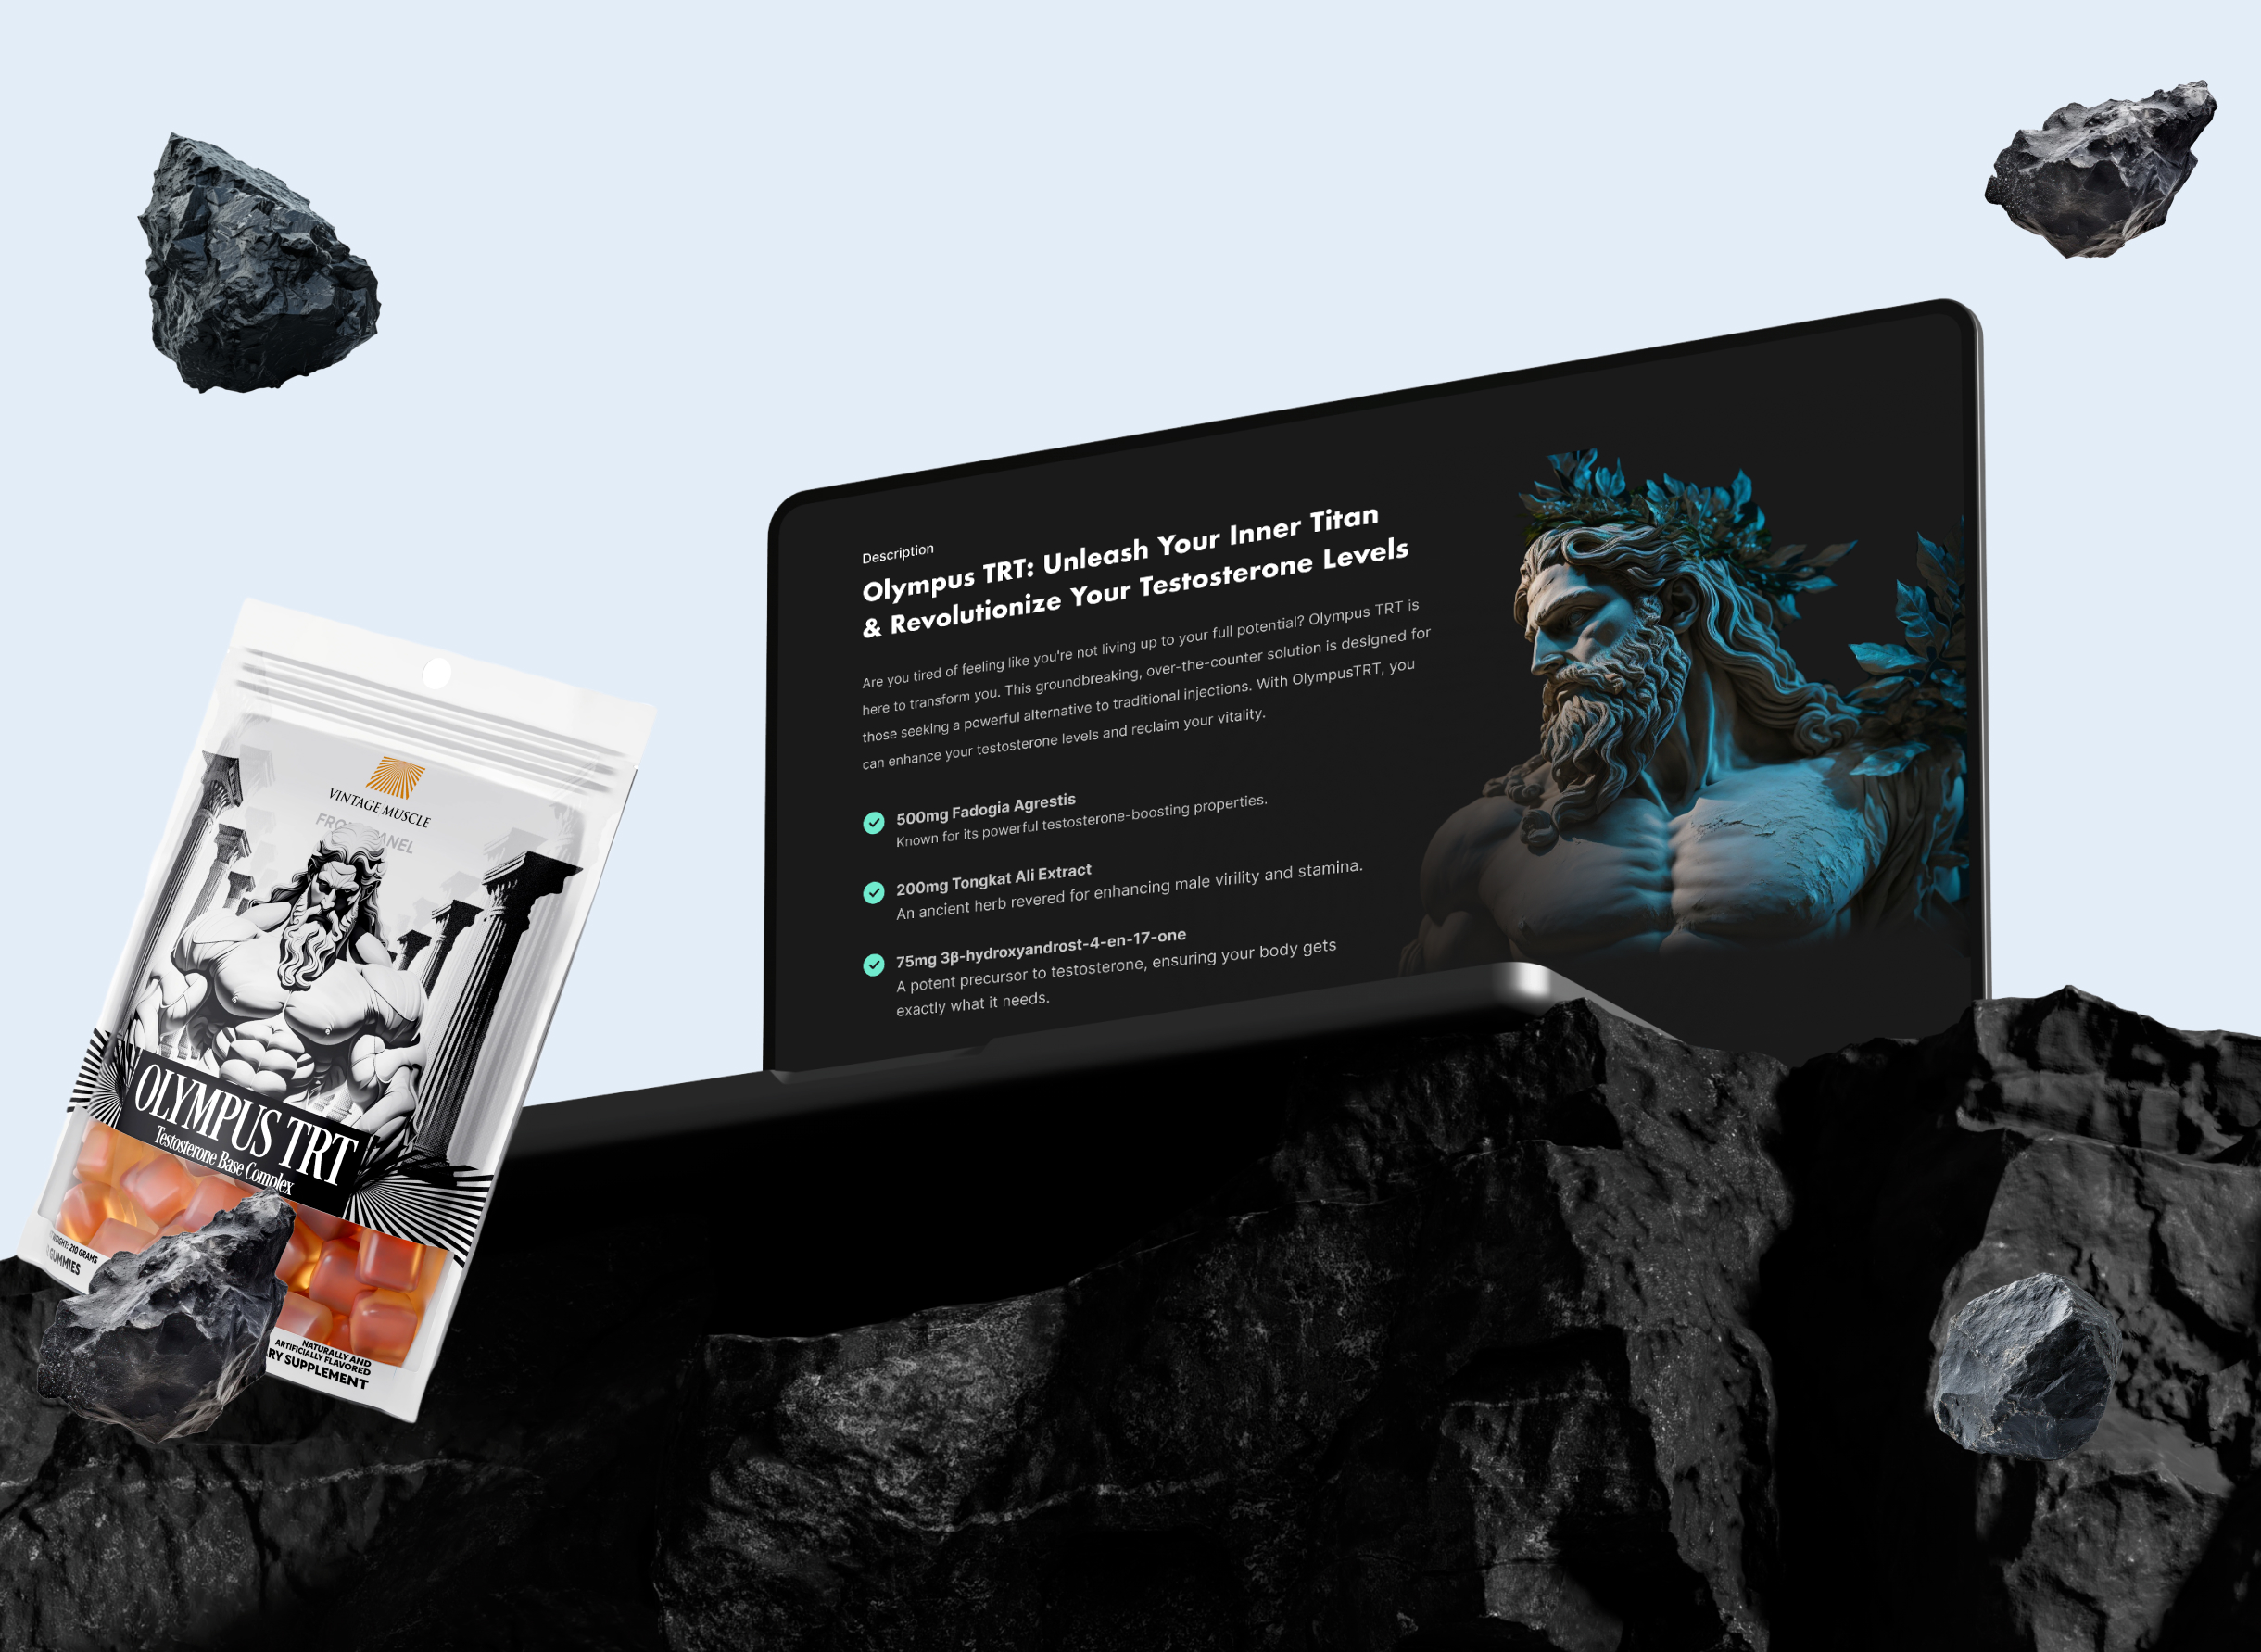 Description
Olympus TRT: Unleash Your Inner Titan
& Revolutionize Your Testosterone Levels
Are you tired of feeling like you're not living up to your full potential? Olympus TRT is
here to transform you. This groundbreaking, over-the-counter solution is designed for
those seeking a powerful alternative to traditional injections. With OlympusTRT, you
can enhance your testosterone levels and reclaim your vitality.
500mg Fadogia Agrestis
Known for its powerful testosterone-boosting properties.
200mg Tongkat Ali Extract
An ancient herb revered for enhancing male virility and stamina.
75mg 3β-hydroxyandrost-4-en-17-one
A potent precursor to testosterone, ensuring your body gets
exactly what it needs.
VINTAGE MUSCLE
OLYMPUS TRT
Testosterone Base Complex
210 GRAMS
GUMMIES
NATURALLY AND
ARTIFICIALLY FLAVORED
SUPPLEMENT